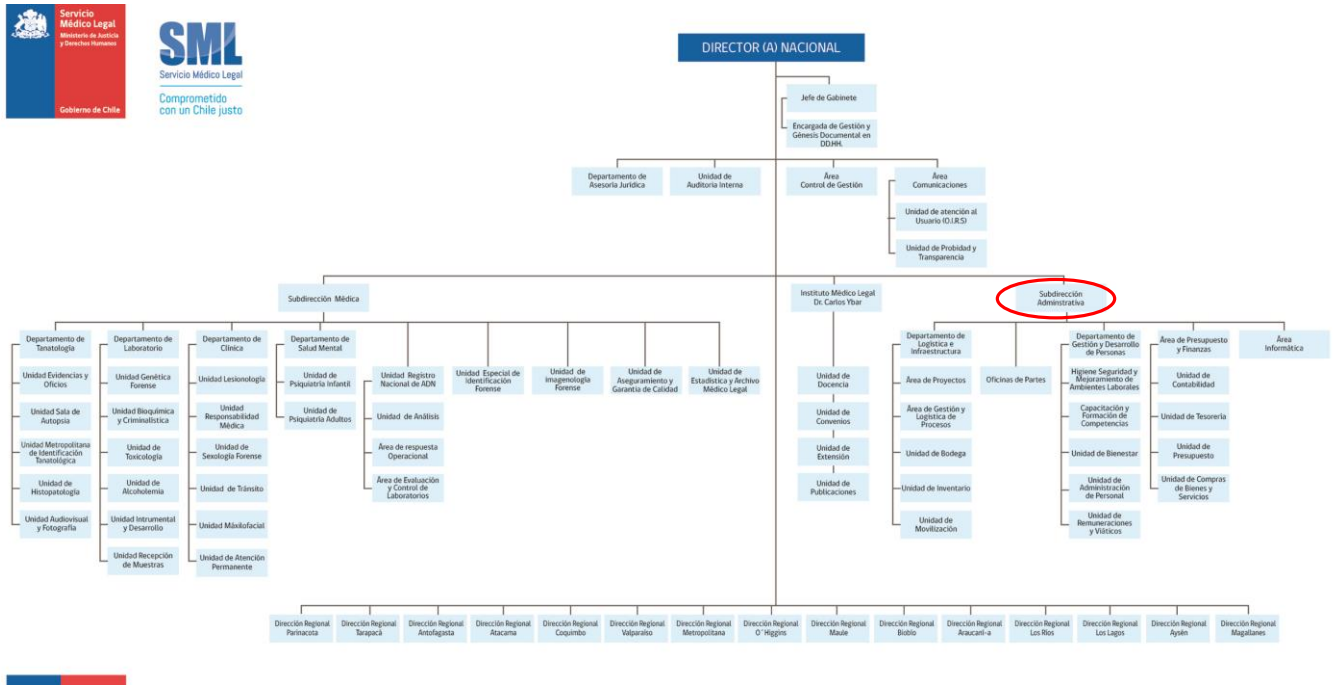 Servicio
Médico Legal
Ministerio de Justicia
y Derechos Humanos
Gobierno de Chile
SML
Servicio Médico Legal
Comprometido
con un Chile justo
DIRECTOR (A) NACIONAL
Jefe de Gabinete
Encargada de Gestión y
Génesis Documental en
DD.HH.
Departamento de
Asesoría Jurídica
Unidad de
Auditoría Interna
Área
Control de Gestión
Área
Comunicaciones
Unidad de atención al
Usuario (O.I.R.S)
Unidad de Probidad y
Transparencia
Subdirección Médica
Instituto Médico Legal
Dr. Carlos Ybar
Subdirección
Adminstrativa
Departamento de
Tanatología
Unidad Evidencias y
Oficios
Unidad Sala de
Autopsia
Unidad Metropolitana
de Identificación
Tanatológica
Unidad de
Histopatología
Unidad Audiovisual
y Fotografía
Departamento de
Laboratorio
Unidad Genética
Forense
Unidad Bioquímica
y Criminalística
Unidad de
Toxicología
Unidad de
Alcoholemia
Unidad Intrumental
y Desarrollo
Unidad Recepción
de Muestras
Departamento de
Clínica
Unidad Lesionología
Unidad
Responsabilidad
Médica
Unidad de
Sexología Forense
Unidad de Tránsito
Unidad Máxilofacial
Unidad de Atención
Permanente
Departamento de
Salud Mental
Unidad de
Psiquiatría Infantil
Unidad de
Psiquiatría Adultos
Unidad Registro
Nacional de ADN
Unidad de Análisis
Área de respuesta
Operacional
Área de Evaluación
y Control de
Laboratorios
Unidad Especial de
Identificación
Forense
Unidad de
Imagenología
Forense
Unidad de
Aseguramiento y
Garantía de Calidad
Unidad de
Estadística y Archivo
Médico Legal
Unidad de
Docencia
Unidad de
Convenios
Unidad de
Extensión
Unidad de
Publicaciones
Departamento de
Logística e
Infraestructura
Área de Proyectos
Área de Gestión y
Logística de
Procesos
Unidad de Bodega
Unidad de Inventario
Unidad de
Movilización
Oficinas de Partes
Departamento de
Gestión y Desarrollo
de Personas
Higiene Seguridad y
Mejoramiento de
Ambientes Laborales
Capacitación y
Formación de
Competencias
Unidad de Bienestar
Unidad de
Administración
de Personal
Unidad de
Remuneraciones
y Viáticos
Área de Presupuesto
y Finanzas
Unidad de
Contabilidad
Unidad de Tesorería
Unidad de
Presupuesto
Unidad de Compras
de Bienes y
Servicios
Área
Informática
Dirección Regional
Parinacota
Dirección Regional
Tarapacá
Dirección Regional
Antofagasta
Dirección Regional
Atacama
Dirección Regional
Coquimbo
Dirección Regional
Valparaíso
Dirección Regional
Metropolitana
Dirección Regional
O´Higgins
Dirección Regional
Maule
Dirección Regional
Biobío
Dirección Regional
Araucaní-a
Dirección Regional
Los Ríos
Dirección Regional
Los Lagos
Dirección Regional
Aysén
Dirección Regional
Magallanes